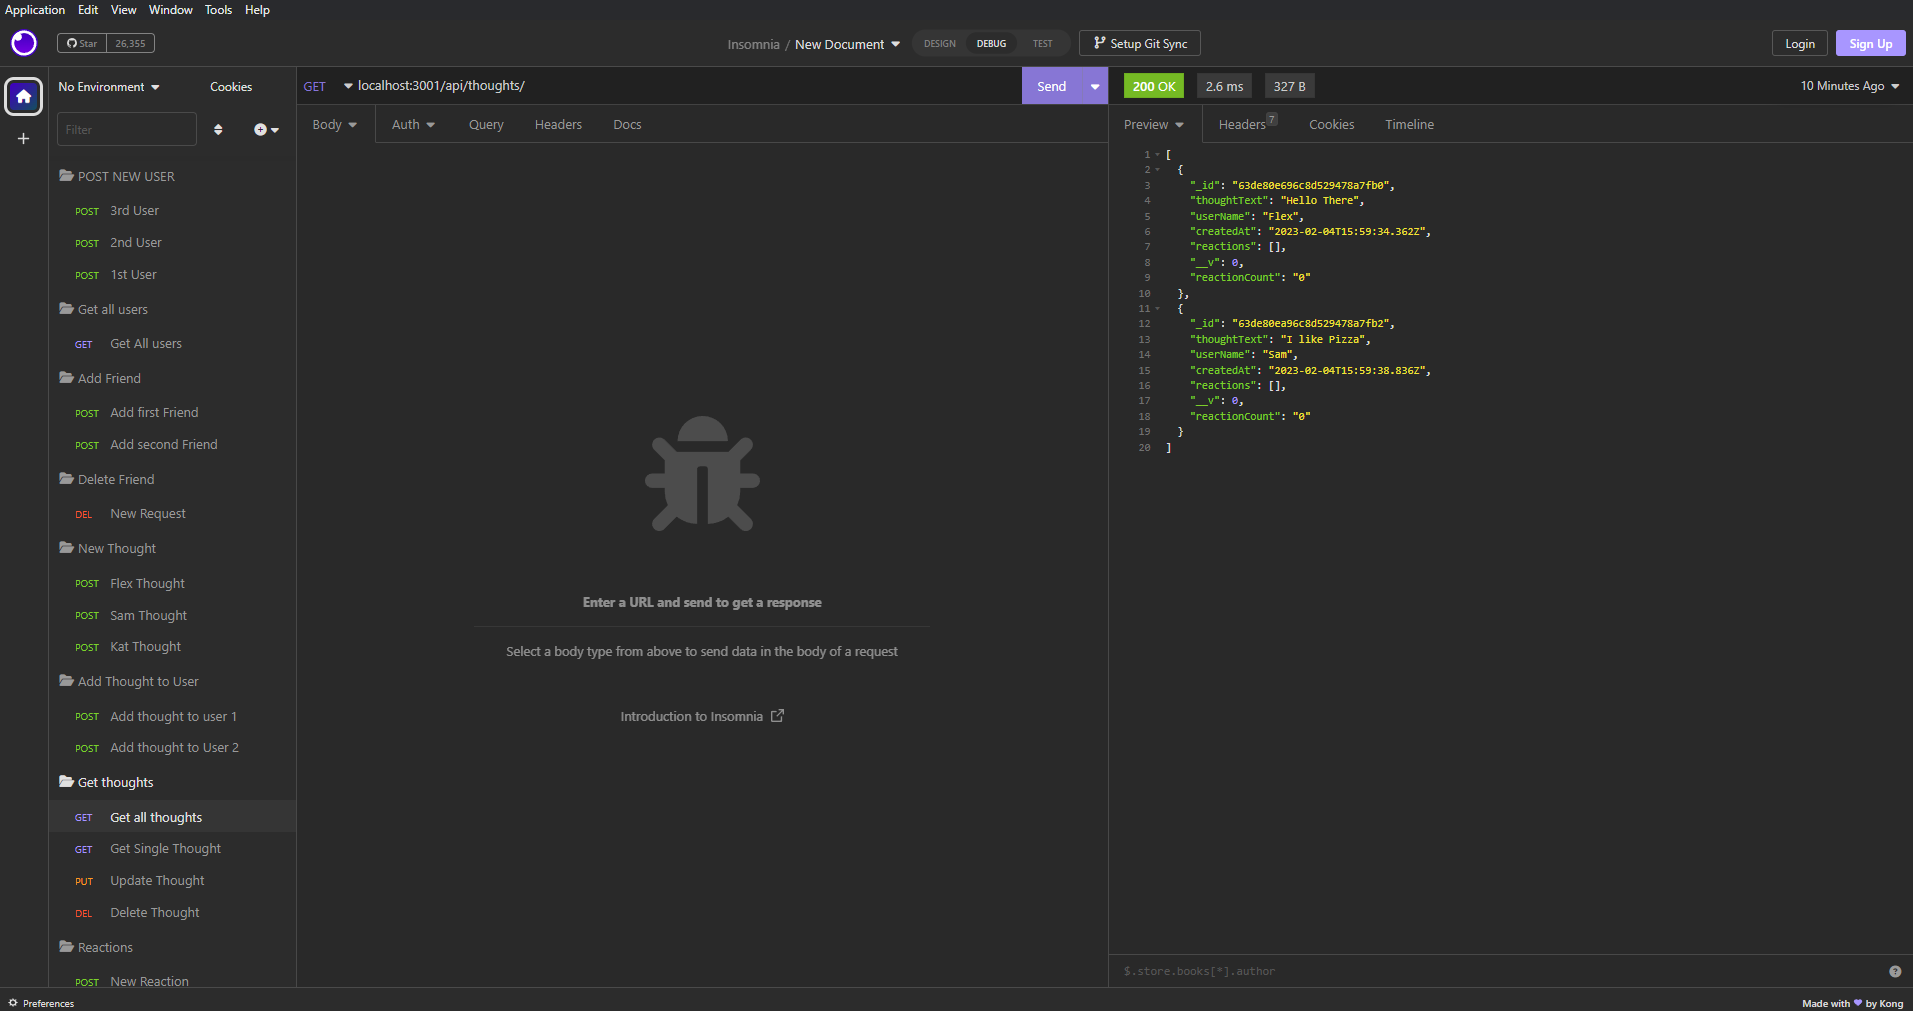 Application Edit View Window Tools Help
Star 26,355
Insomnia / New Document
DESIGN DEBUG TEST
Setup Git Sync
Login Sign Up
No Environment Cookies
Filter
POST NEW USER
POST 3rd User
POST 2nd User
POST 1st User
Get all users
GET Get All users
Add Friend
POST Add first Friend
POST Add second Friend
Delete Friend
DEL New Request
New Thought
POST Flex Thought
POST Sam Thought
POST Kat Thought
Add Thought to User
POST Add thought to user 1
POST Add thought to User 2
Get thoughts
GET Get all thoughts
GET Get Single Thought
PUT Update Thought
DEL Delete Thought
Reactions
POST New Reaction
Preferences
GET localhost:3001/api/thoughts/ Send
Body Auth Query Headers Docs
Enter a URL and send to get a response
Select a body type from above to send data in the body of a request
Introduction to Insomnia
200 OK 2.6 ms 327 B 10 Minutes Ago
Preview Headers 7 Cookies Timeline
1 [
2 {
3 "_id": "63de80e696c8d529478a7fb0",
4 "thoughtText": "Hello There",
5 "userName": "Flex",
6 "createdAt": "2023-02-04T15:59:34.362Z",
7 "reactions": [],
8 "__v": 0,
9 "reactionCount": "0"
10 },
11 {
12 "_id": "63de80ea96c8d529478a7fb2",
13 "thoughtText": "I like Pizza",
14 "userName": "Sam",
15 "createdAt": "2023-02-04T15:59:38.836Z",
16 "reactions": [],
17 "__v": 0,
18 "reactionCount": "0"
19 }
20 ]
$.store.books[*].author
Made with 💜 by Kong